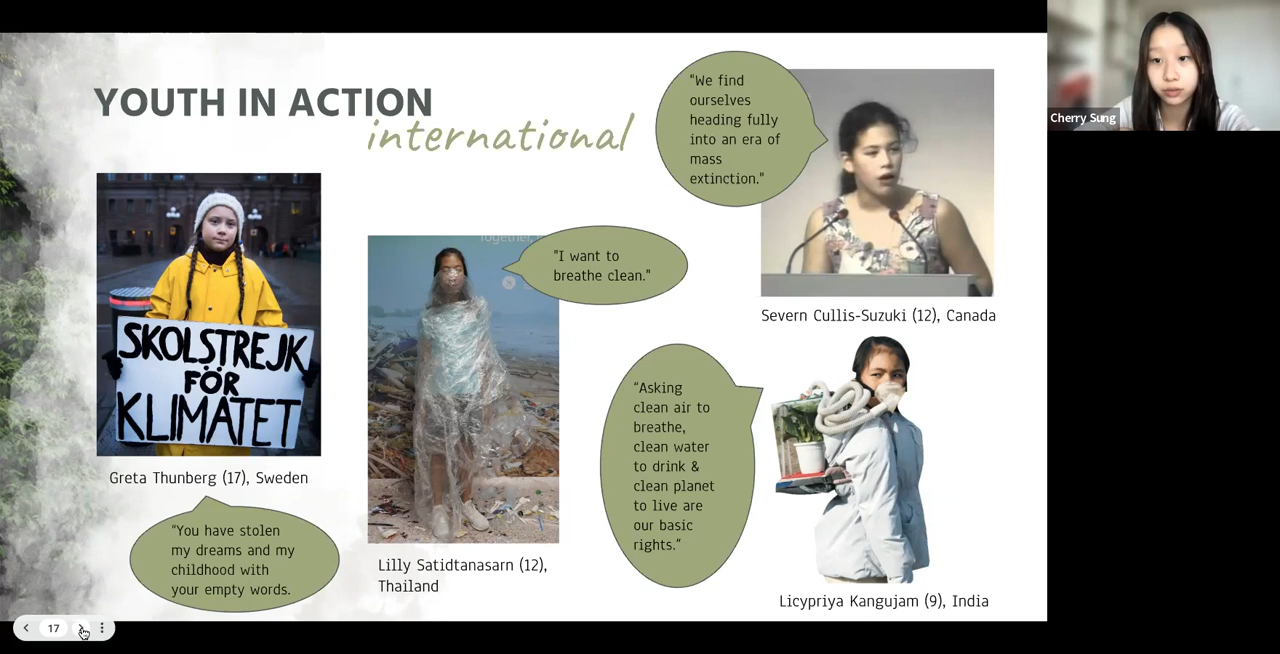 YOUTH IN ACTION
international
"We find
ourselves
heading fully
into an era of
mass
extinction."
Severn Cullis-Suzuki (12), Canada
SKOLSTREJK
FÖR
KLIMATET
Greta Thunberg (17), Sweden
"You have stolen
my dreams and my
childhood with
your empty words.
Together,
"I want to
breathe clean."
Lilly Satidtanasarn (12),
Thailand
"Asking
clean air to
breathe,
clean water
to drink &
clean planet
to live are
our basic
rights."
Licypriya Kangujam (9), India
Cherry Sung
17